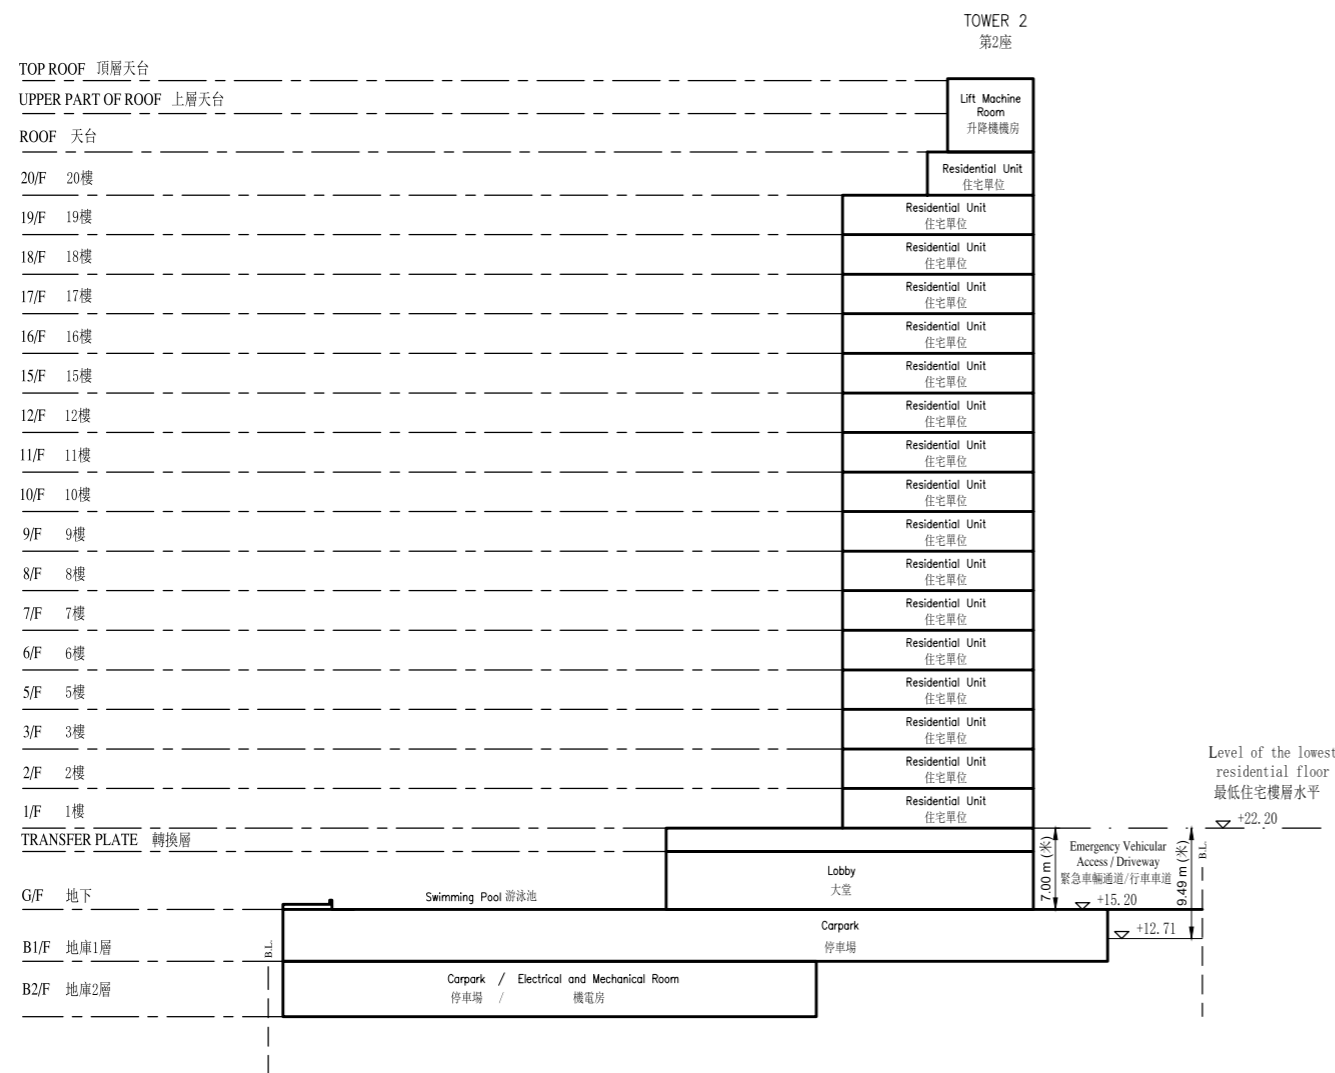 TOWER 2
第2座
TOP ROOF 頂層天台
UPPER PART OF ROOF 上層天台
Lift Machine
Room
升降機機房
ROOF 天台
20/F 20樓
Residential Unit
住宅單位
19/F 19樓
Residential Unit
住宅單位
18/F 18樓
Residential Unit
住宅單位
17/F 17樓
Residential Unit
住宅單位
16/F 16樓
Residential Unit
住宅單位
15/F 15樓
Residential Unit
住宅單位
12/F 12樓
Residential Unit
住宅單位
11/F 11樓
Residential Unit
住宅單位
10/F 10樓
Residential Unit
住宅單位
9/F 9樓
Residential Unit
住宅單位
8/F 8樓
Residential Unit
住宅單位
7/F 7樓
Residential Unit
住宅單位
6/F 6樓
Residential Unit
住宅單位
5/F 5樓
Residential Unit
住宅單位
3/F 3樓
Residential Unit
住宅單位
2/F 2樓
Residential Unit
住宅單位
1/F 1樓
Residential Unit
住宅單位
Level of the lowest
residential floor
最低住宅樓層水平
+22.20
TRANSFER PLATE 轉換層
Lobby
大堂
7.00 m (米)
Emergency Vehicular
Access / Driveway
緊急車輛通道/行車車道
+15.20
9.49 m (米)
B.L.
G/F 地下
Swimming Pool 游泳池
Carpark
停車場
+12.71
B1/F 地庫1層
B.L.
B2/F 地庫2層
Carpark / Electrical and Mechanical Room
停車場 / 機電房